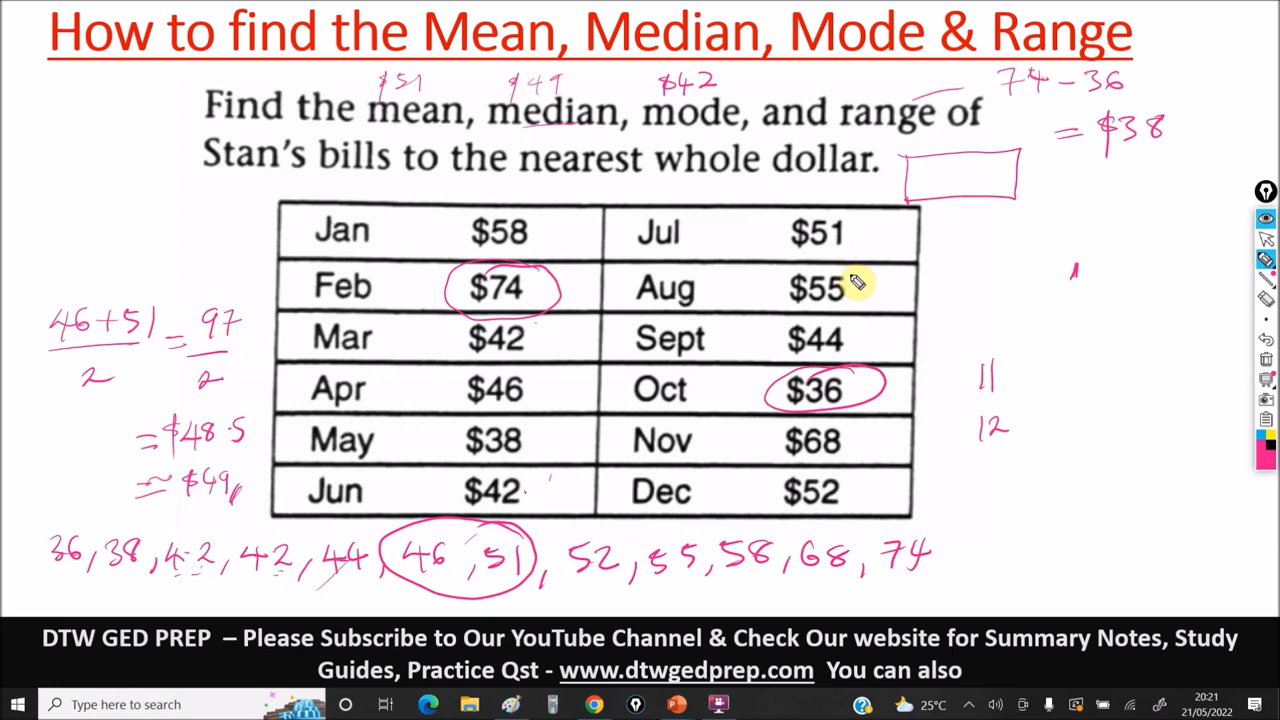 How to find the Mean, Median, Mode & Range
$51 $49 $42 74 - 36
Find the mean, median, mode, and range of
= $38
Stan's bills to the nearest whole dollar.
Jan $58 Jul $51
Feb $74 Aug $55
46+51 = 97
2 2
Mar $42 Sept $44
Apr $46 Oct $36
11
= $48.5
12
May $38 Nov $68
≈ $49
Jun $42 Dec $52
36, 38, 42, 42, 44, 46, 51, 52, 55, 58, 68, 74
DTW GED PREP – Please Subscribe to Our YouTube Channel & Check Our website for Summary Notes, Study
Guides, Practice Qst - www.dtwgedprep.com You can also
Type here to search
25°C
20:21
21/05/2022